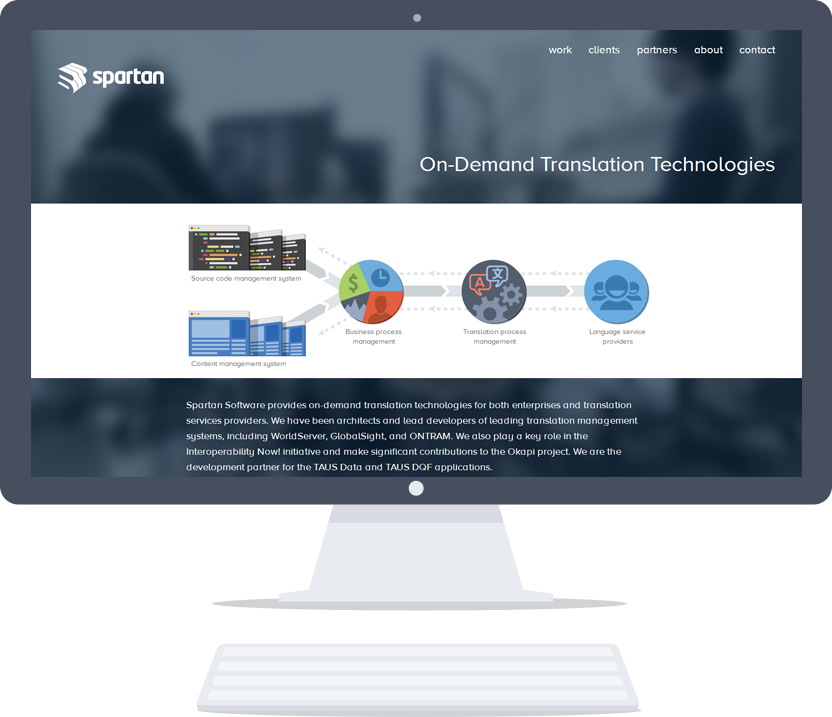 work clients partners about contact
spartan
On-Demand Translation Technologies
Source code management system
$
A 文
Business process
management
Translation process
management
Language service
providers
Content management system
Spartan Software provides on-demand translation technologies for both enterprises and translation
services providers. We have been architects and lead developers of leading translation management
systems, including WorldServer, GlobalSight, and ONTRAM. We also play a key role in the
Interoperability Now! initiative and make significant contributions to the Okapi project. We are the
development partner for the TAUS Data and TAUS DQF applications.